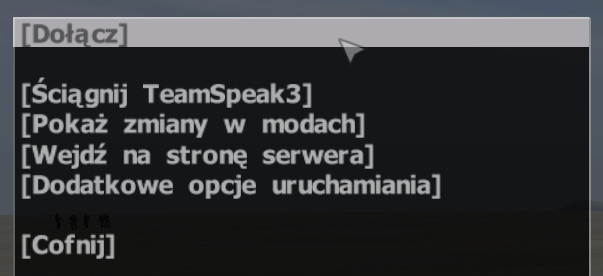 [Dołącz]
[Ściągnij TeamSpeak3]
[Pokaż zmiany w modach]
[Wejdź na stronę serwera]
[Dodatkowe opcje uruchamiania]
[Cofnij]